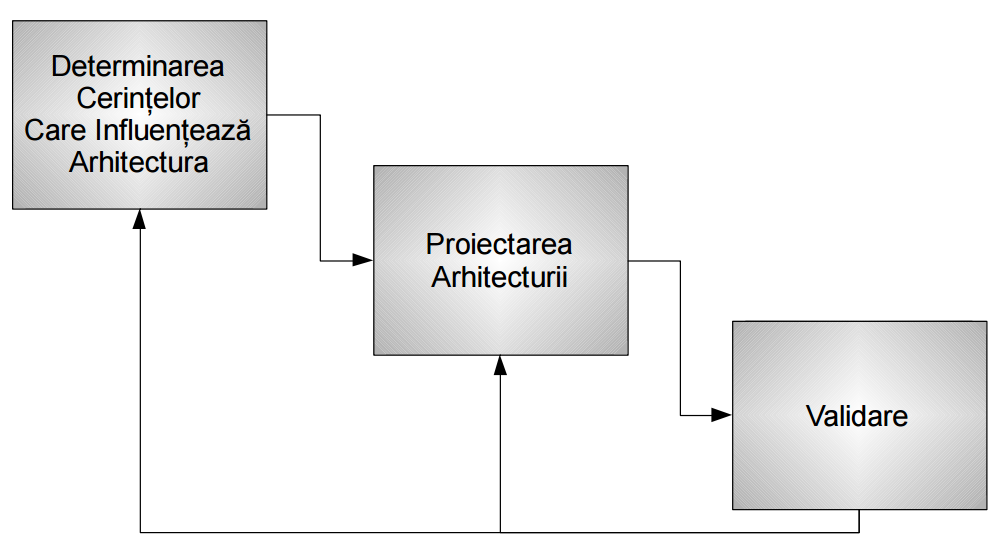 Determinarea
Cerințelor
Care Influențează
Arhitectura
Proiectarea
Arhitecturii
Validare